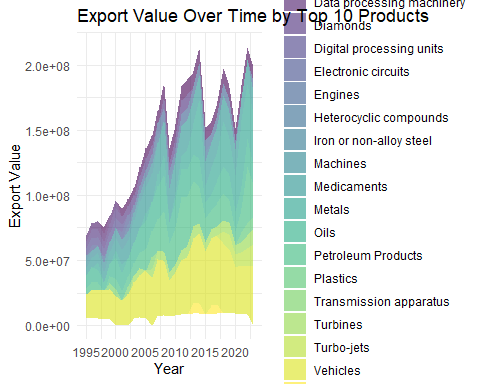 Export Value Over Time by Top 10 Products
Export Value
2.0e+08
1.5e+08
1.0e+08
5.0e+07
0.0e+00
1995 2000 2005 2010 2015 2020
Year
Data processing machinery
Diamonds
Digital processing units
Electronic circuits
Engines
Heterocyclic compounds
Iron or non-alloy steel
Machines
Medicaments
Metals
Oils
Petroleum Products
Plastics
Transmission apparatus
Turbines
Turbo-jets
Vehicles